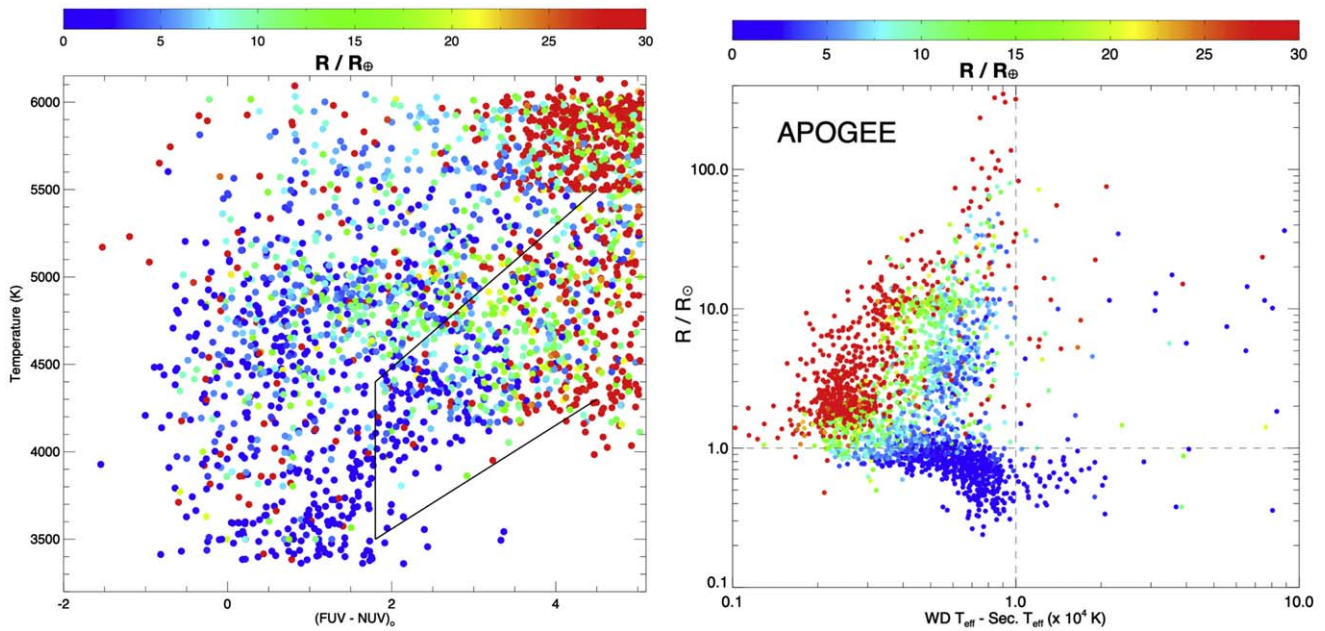 0 5 10 15 20 25 30
R / R⊕
6000
5500
5000
4500
4000
3500
Temperature (K)
-2 0 2 4
(FUV - NUV)o
0 5 10 15 20 25 30
R / R⊕
APOGEE
100.0
10.0
1.0
0.1
R / R⊙
0.1 1.0 10.0
WD Teff - Sec. Teff (x 10⁴ K)